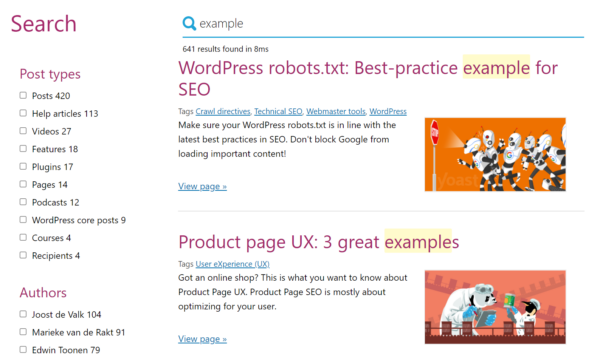 Search
example
641 results found in 8ms
Post types
Posts 420
Help articles 113
Videos 27
Features 18
Plugins 17
Pages 14
Podcasts 12
WordPress core posts 9
Courses 4
Recipients 4
Authors
Joost de Valk 104
Marieke van de Rakt 91
Edwin Toonen 79
WordPress robots.txt: Best-practice example for
SEO
Tags Crawl directives, Technical SEO, Webmaster tools, WordPress
Make sure your WordPress robots.txt is in line with the
latest best practices in SEO. Don't block Google from
loading important content!
View page »
Yoast
Product page UX: 3 great examples
Tags User eXperience (UX)
Got an online shop? This is what you want to know about
Product Page UX. Product Page SEO is mostly about
optimizing for your user.
View page »